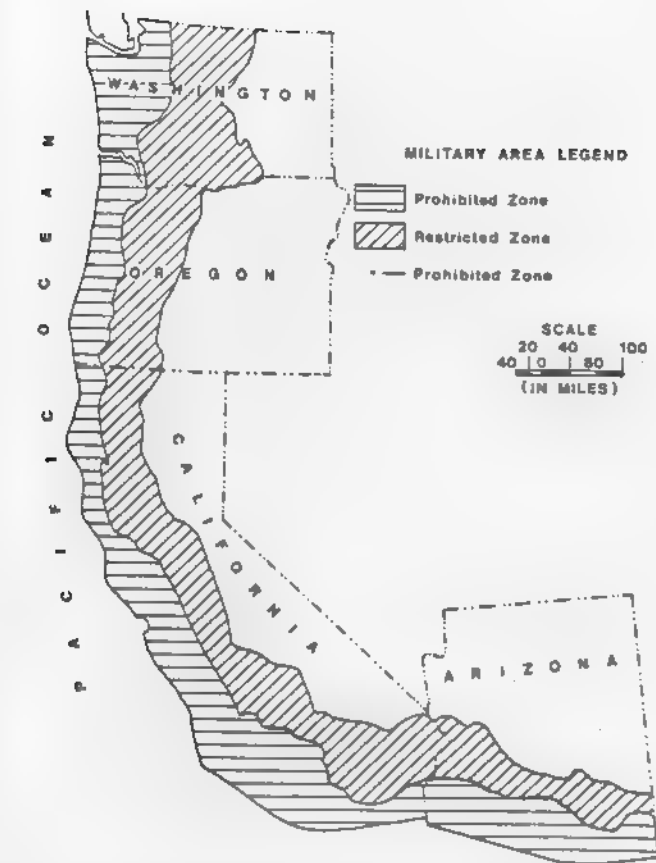 WASHINGTON
PACIFIC OCEAN
MILITARY AREA LEGEND
Prohibited Zone
Restricted Zone
Prohibited Zone
OREGON
SCALE
20 40 100
40 0 80
(IN MILES)
CALIFORNIA
ARIZONA